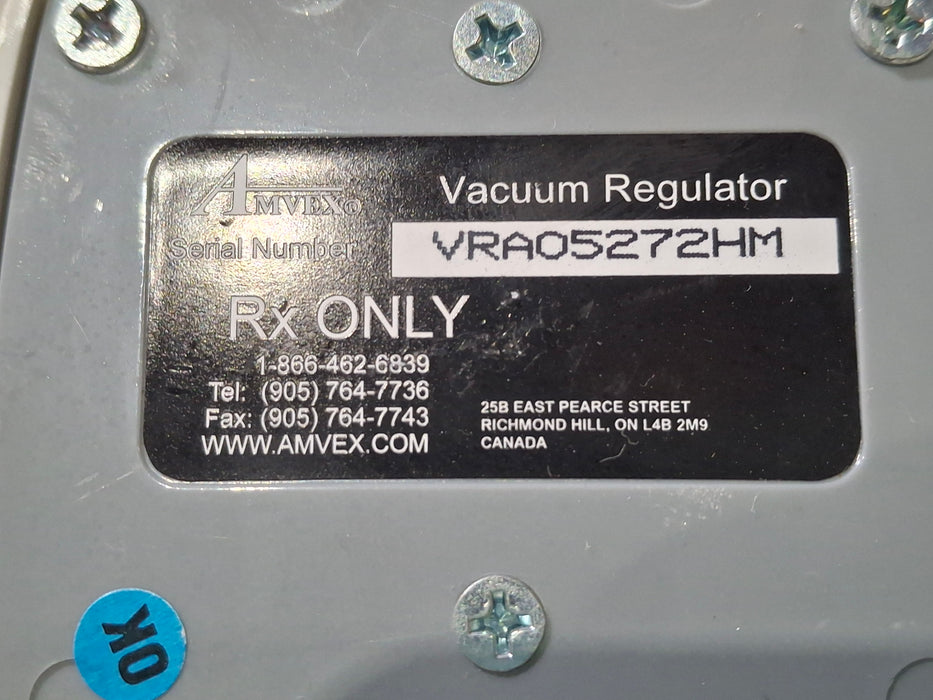 AMVEX®
Vacuum Regulator
Serial Number
VRA05272HM
Rx ONLY
1-866-462-6839
Tel: (905) 764-7736
Fax: (905) 764-7743
WWW.AMVEX.COM
25B EAST PEARCE STREET
RICHMOND HILL, ON L4B 2M9
CANADA
OK